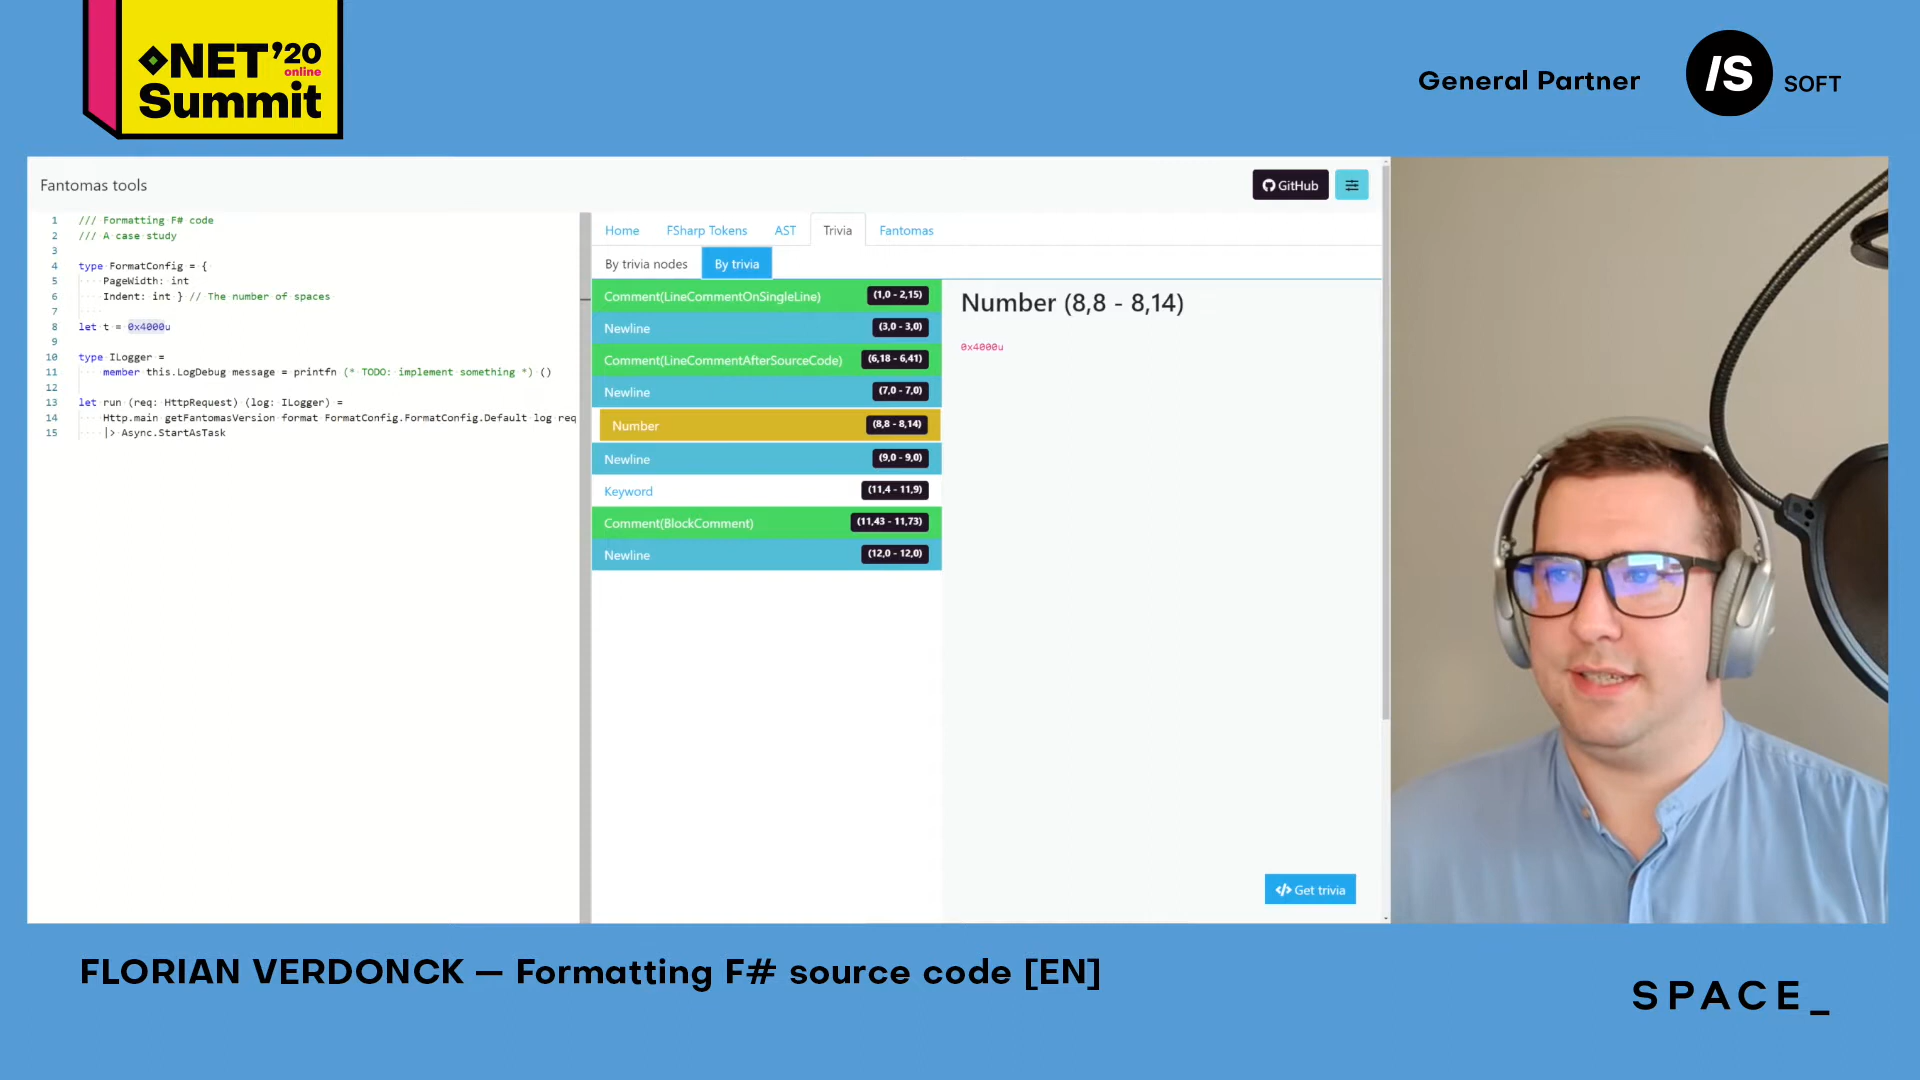 .NET '20
online
Summit
General Partner
/S SOFT
Fantomas tools
GitHub
1 /// Formatting F# code
2 /// A case study
3
4 type FormatConfig = {
5 PageWidth: int
6 Indent: int } // The number of spaces
7
8 let t = 0x4000u
9
10 type ILogger =
11 member this.LogDebug message = printfn (* TODO: implement something *) ()
12
13 let run (req: HttpRequest) (log: ILogger) =
14 Http.main getFantomasVersion format FormatConfig.FormatConfig.Default log req
15 |> Async.StartAsTask
Home FSharp Tokens AST Trivia Fantomas
By trivia nodes By trivia
Comment(LineCommentOnSingleLine) (1,0 - 2,15)
Newline (3,0 - 3,0)
Comment(LineCommentAfterSourceCode) (6,18 - 6,41)
Newline (7,0 - 7,0)
Number (8,8 - 8,14)
Newline (9,0 - 9,0)
Keyword (11,4 - 11,9)
Comment(BlockComment) (11,43 - 11,73)
Newline (12,0 - 12,0)
Number (8,8 - 8,14)
0x4000u
</> Get trivia
FLORIAN VERDONCK — Formatting F# source code [EN]
SPACE_